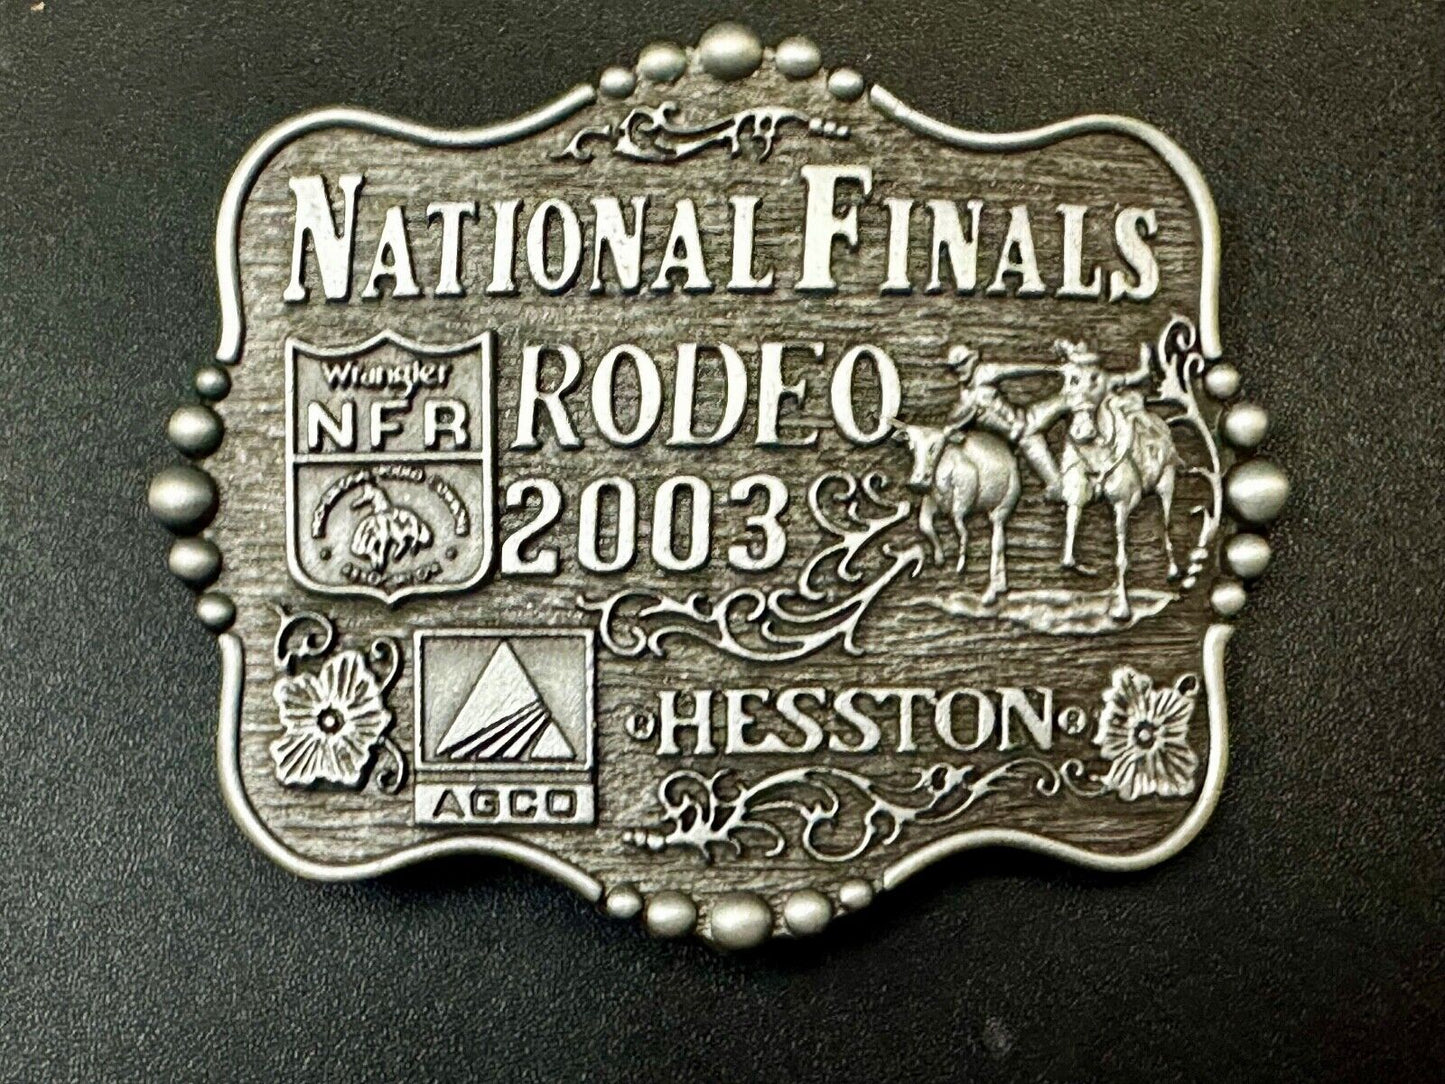 NATIONAL FINALS
RODEO
2003
Wrangler
NFR
AGCO
HESSTON